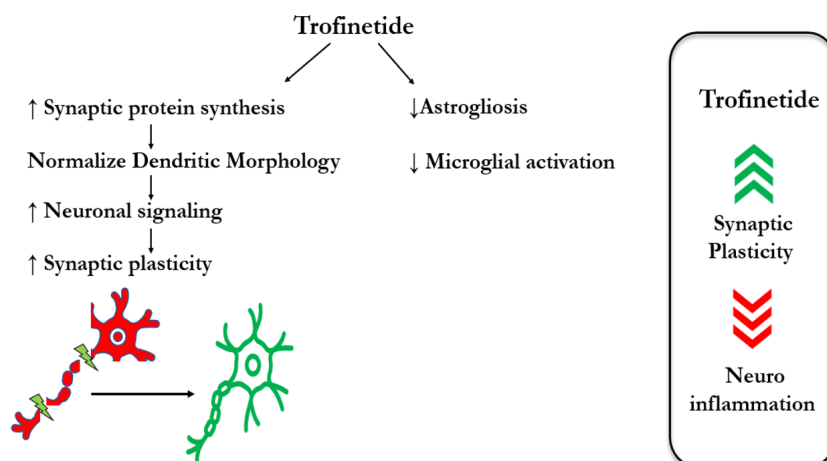 Trofinetide
↑ Synaptic protein synthesis
Normalize Dendritic Morphology
↑ Neuronal signaling
↑ Synaptic plasticity
↓Astrogliosis
↓ Microglial activation
Trofinetide
Synaptic
Plasticity
Neuro
inflammation